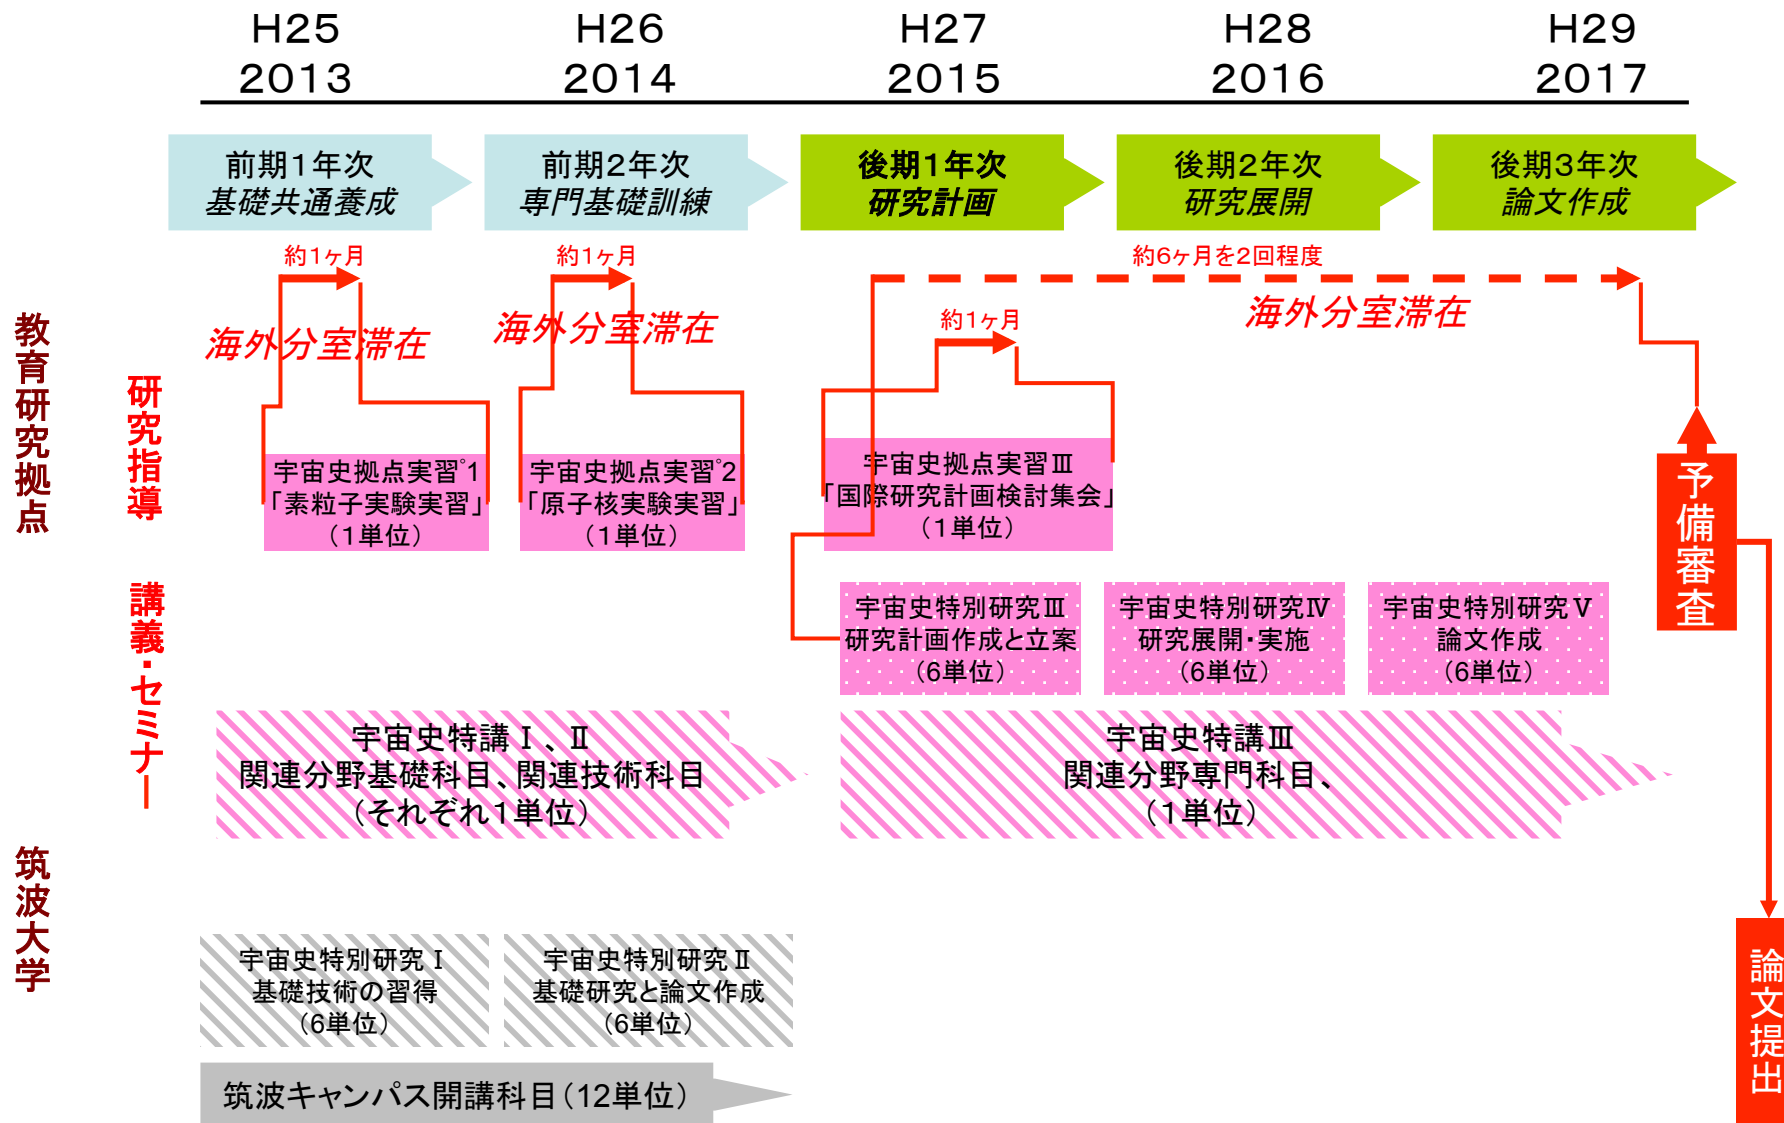 H25
2013
H26
2014
H27
2015
H28
2016
H29
2017
前期1年次
基礎共通養成
前期2年次
専門基礎訓練
後期1年次
研究計画
後期2年次
研究展開
後期3年次
論文作成
約1ヶ月
海外分室滞在
約1ヶ月
海外分室滞在
約6ヶ月を2回程度
海外分室滞在
約1ヶ月
教育研究拠点
研究指導
宇宙史拠点実習゜1
「素粒子実験実習」
(1単位)
宇宙史拠点実習゜2
「原子核実験実習」
(1単位)
宇宙史拠点実習Ⅲ
「国際研究計画検討集会」
(1単位)
予備審査
講義・セミナー
宇宙史特別研究Ⅲ
研究計画作成と立案
(6単位)
宇宙史特別研究Ⅳ
研究展開・実施
(6単位)
宇宙史特別研究Ⅴ
論文作成
(6単位)
宇宙史特講Ⅰ、Ⅱ
関連分野基礎科目、関連技術科目
(それぞれ1単位)
宇宙史特講Ⅲ
関連分野専門科目、
(1単位)
筑波大学
宇宙史特別研究Ⅰ
基礎技術の習得
(6単位)
宇宙史特別研究Ⅱ
基礎研究と論文作成
(6単位)
筑波キャンパス開講科目(12単位)
論文提出